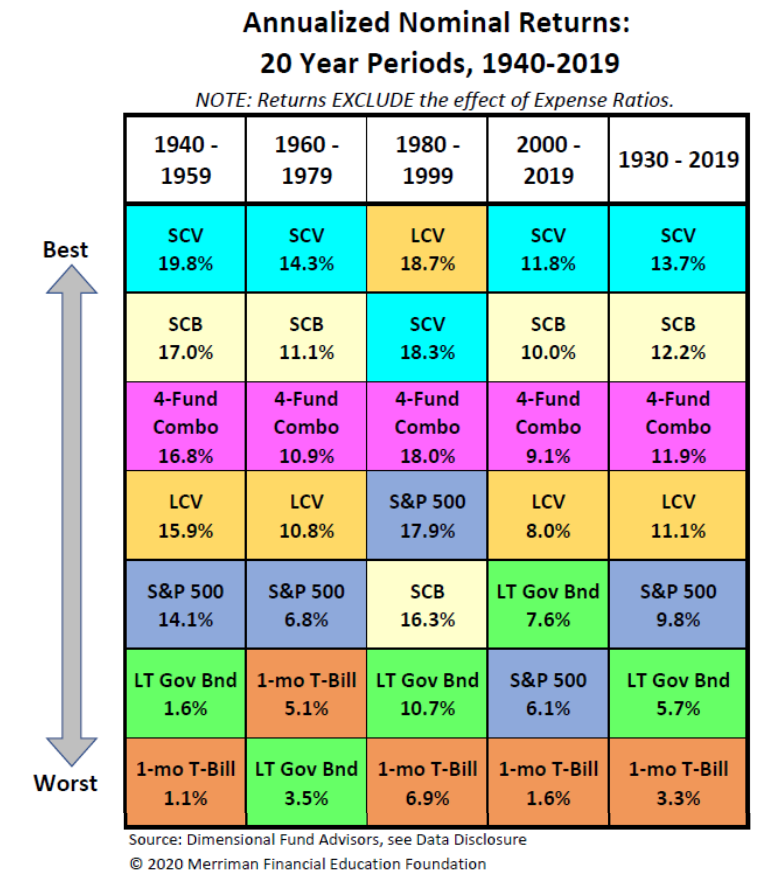 Annualized Nominal Returns:
20 Year Periods, 1940-2019
NOTE: Returns EXCLUDE the effect of Expense Ratios.
1940 -
1959
1960 -
1979
1980 -
1999
2000 -
2019
1930 - 2019
Best
SCV
19.8%
SCV
14.3%
LCV
18.7%
SCV
11.8%
SCV
13.7%
SCB
17.0%
SCB
11.1%
SCV
18.3%
SCB
10.0%
SCB
12.2%
4-Fund
Combo
16.8%
4-Fund
Combo
10.9%
4-Fund
Combo
18.0%
4-Fund
Combo
9.1%
4-Fund
Combo
11.9%
LCV
15.9%
LCV
10.8%
S&P 500
17.9%
LCV
8.0%
LCV
11.1%
S&P 500
14.1%
S&P 500
6.8%
SCB
16.3%
LT Gov Bnd
7.6%
S&P 500
9.8%
LT Gov Bnd
1.6%
1-mo T-Bill
5.1%
LT Gov Bnd
10.7%
S&P 500
6.1%
LT Gov Bnd
5.7%
Worst
1-mo T-Bill
1.1%
LT Gov Bnd
3.5%
1-mo T-Bill
6.9%
1-mo T-Bill
1.6%
1-mo T-Bill
3.3%
Source: Dimensional Fund Advisors, see Data Disclosure
© 2020 Merriman Financial Education Foundation